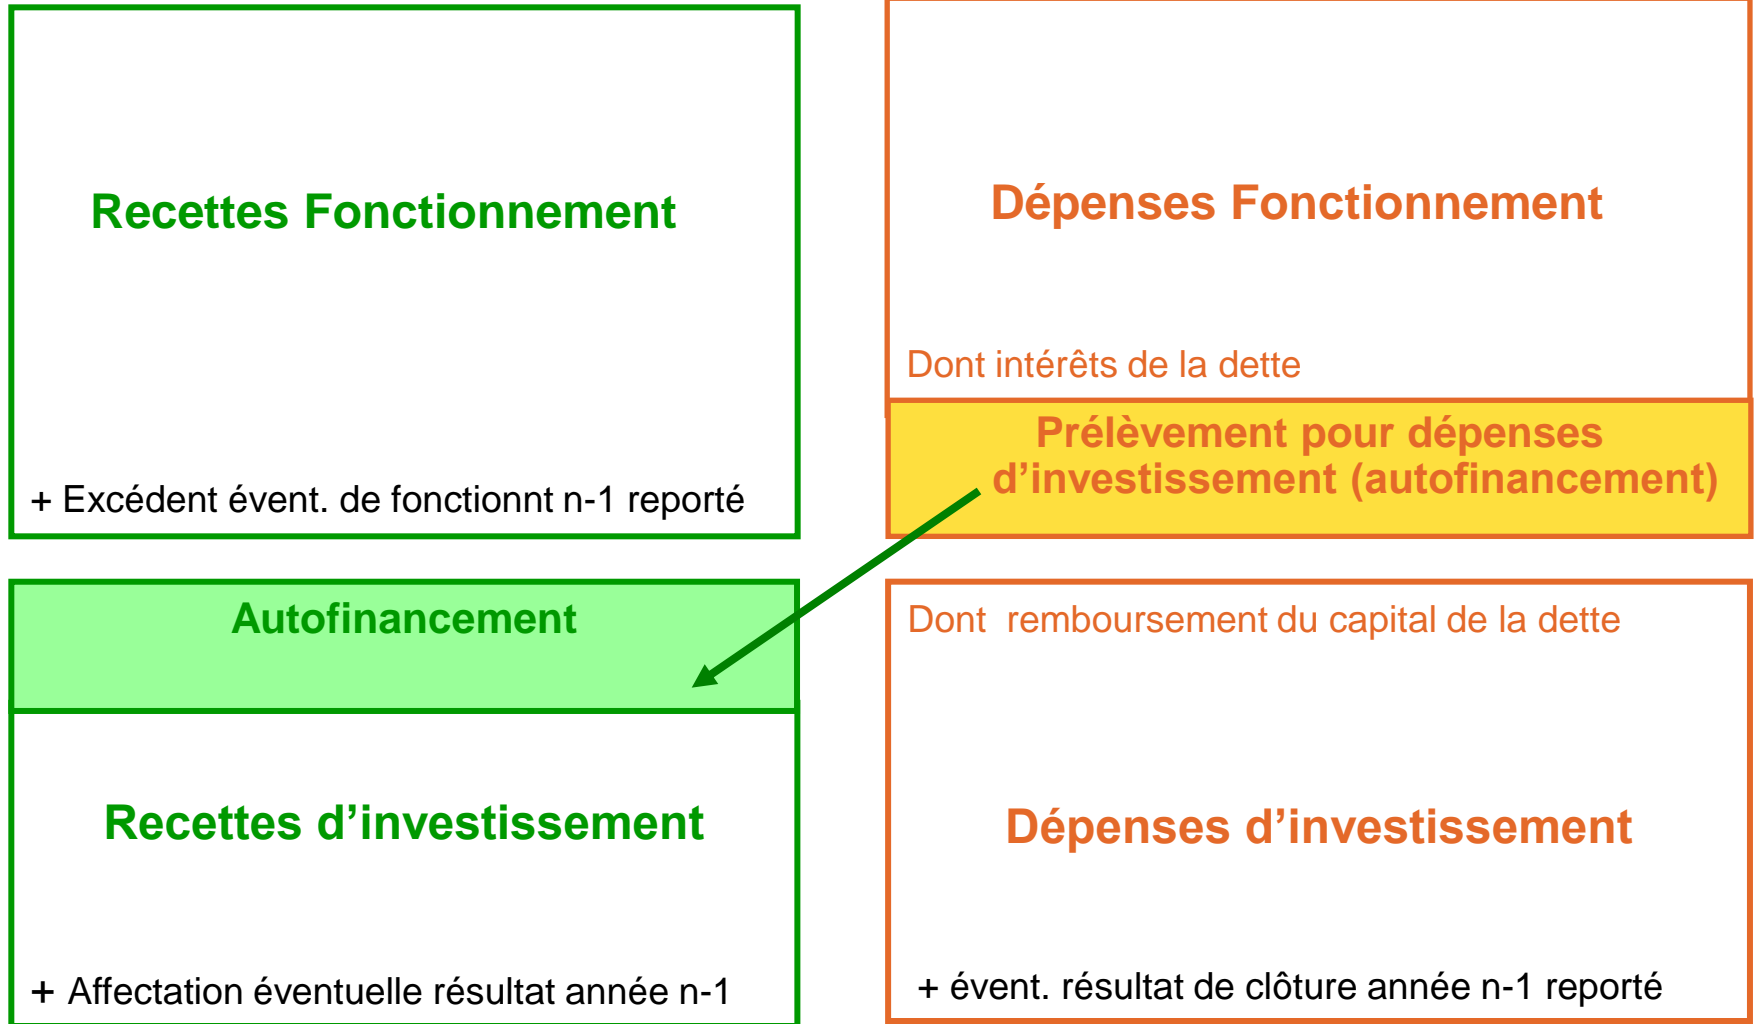 Recettes Fonctionnement
+ Excédent évent. de fonctionnt n-1 reporté
Dépenses Fonctionnement
Dont intérêts de la dette
Prélèvement pour dépenses
d’investissement (autofinancement)
Autofinancement
Recettes d’investissement
+ Affectation éventuelle résultat année n-1
Dont remboursement du capital de la dette
Dépenses d’investissement
+ évent. résultat de clôture année n-1 reporté